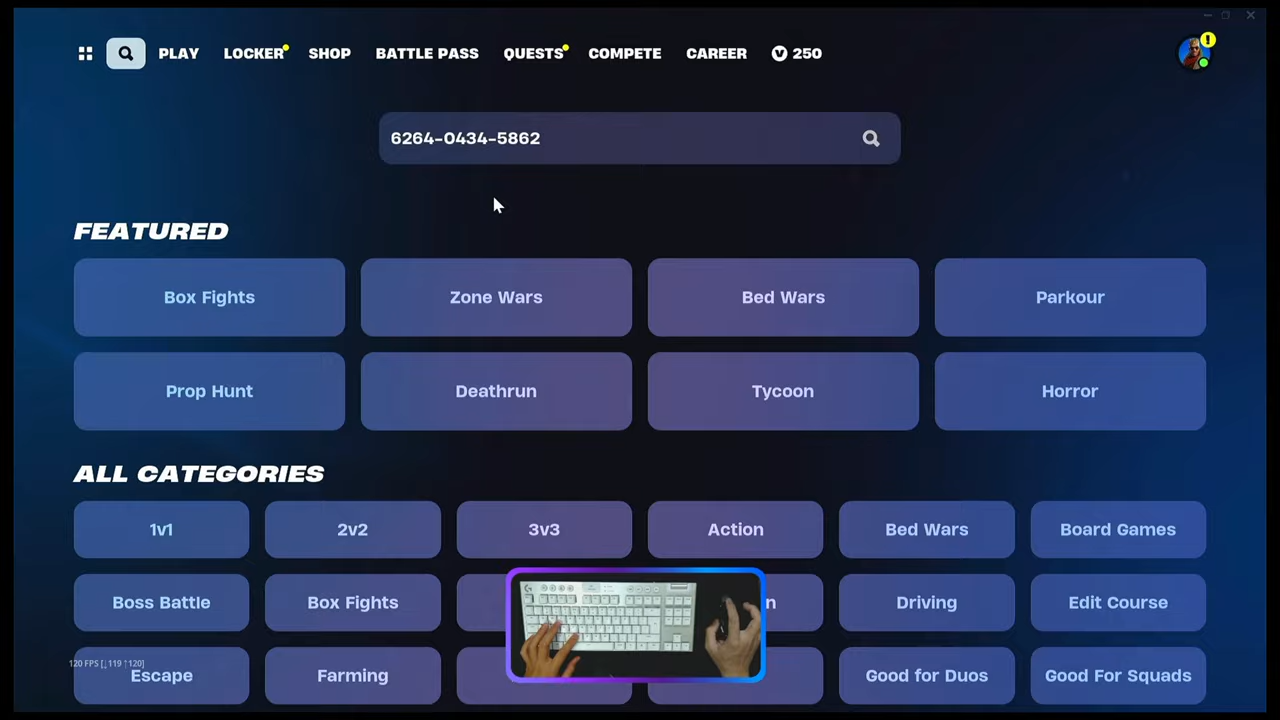 PLAY LOCKER SHOP BATTLE PASS QUESTS COMPETE CAREER V 250
!
6264-0434-5862
FEATURED
Box Fights Zone Wars Bed Wars Parkour
Prop Hunt Deathrun Tycoon Horror
ALL CATEGORIES
1v1 2v2 3v3 Action Bed Wars Board Games
Boss Battle Box Fights Driving Edit Course
120 FPS [↓119 ↑120]
Escape Farming Good for Duos Good For Squads